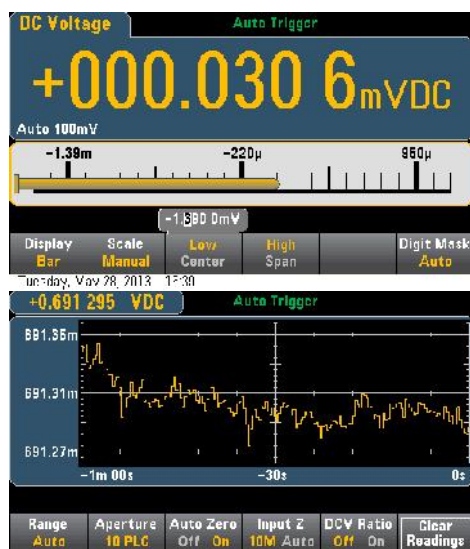 DC Voltage Auto Trigger
+000.030 6mVDC
Auto 100mV
-1.39m -220µ 950µ
-1.390 0mV
Display Scale Low/ High Digit Mask
Bar Manual Center Span Auto
Tuesday, May 28, 2013
+0.691 295 VDC Auto Trigger
691.35m
691.31m
691.27m
-1m 00s -30s 0s
Range Aperture Auto Zero Input Z DCV Ratio Clear
Auto 10 PLC Off On 10M Auto Off On Readings